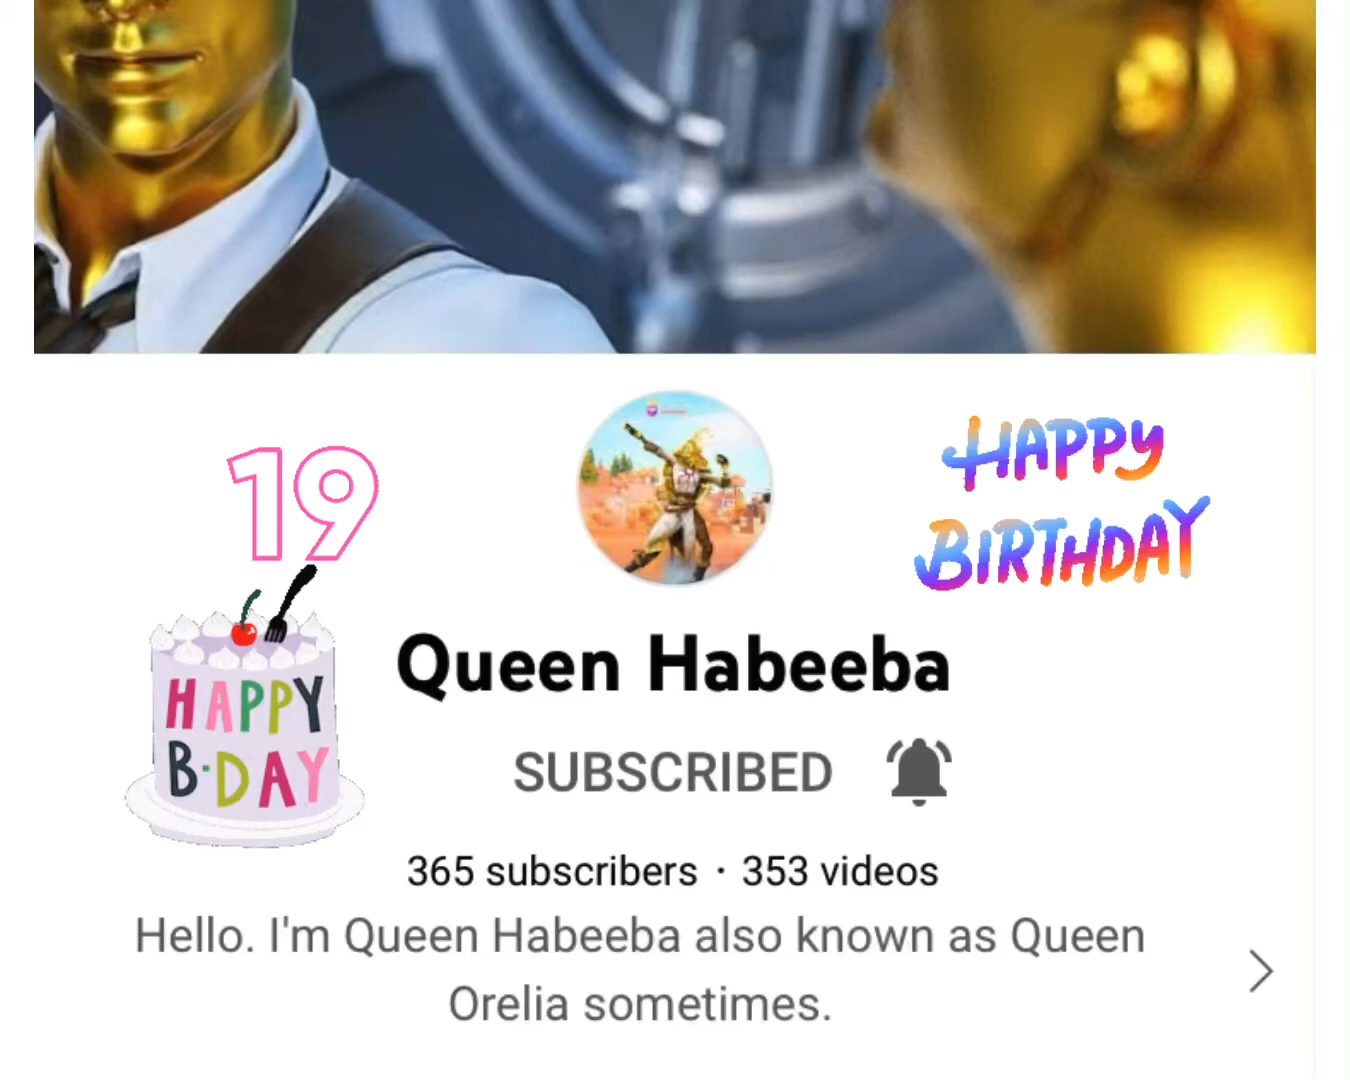 19
HAPPY
BIRTHDAY
HAPPY
B·DAY
Queen Habeeba
SUBSCRIBED
365 subscribers · 353 videos
Hello. I'm Queen Habeeba also known as Queen
Orelia sometimes.